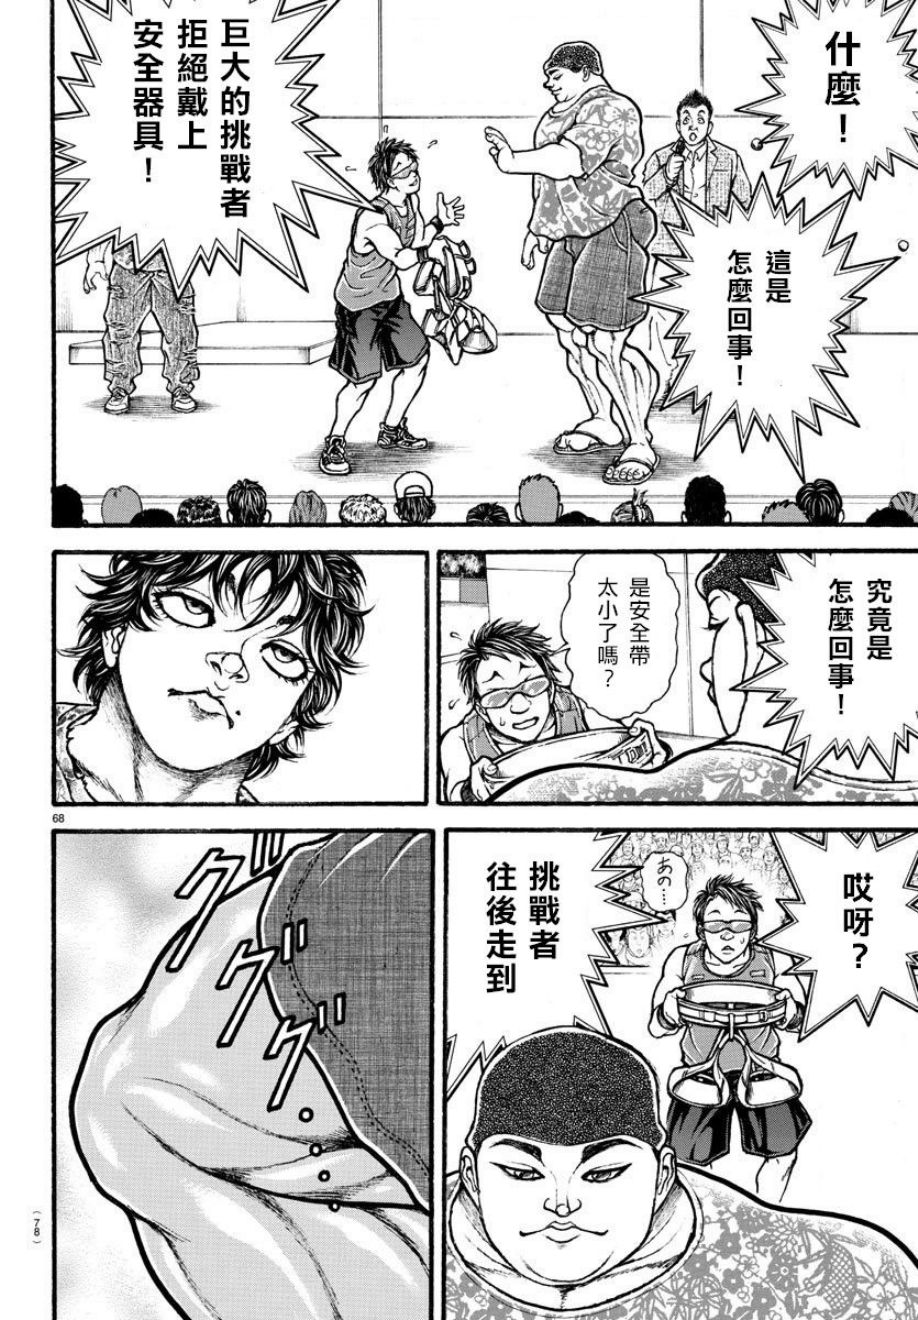 什麼！
這是
怎麼回事！
巨大的挑戰者
拒絕戴上
安全器具！
究竟是
怎麼回事！
是安全帶
太小了嗎？
68
哎呀？
あの…
挑戰者
往後走到
ググググ
(78)